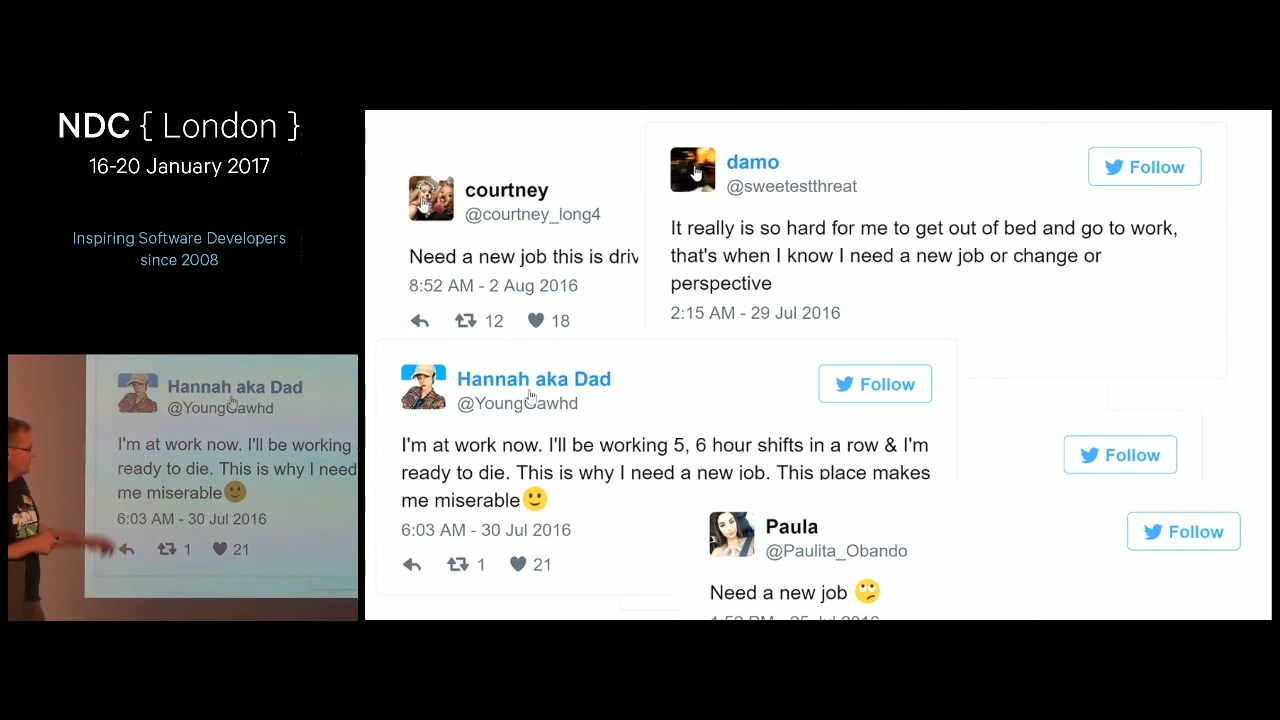 NDC { London }
16-20 January 2017
Inspiring Software Developers
since 2008
Hannah aka Dad
I'm at work now. I'll be working
ready to die. This is why I need
me miserable
6:03 AM - 30 Jul 2016
1 21
courtney
@courtney_long4
Need a new job this is
8:52 AM - 2 Aug 2016
12 18
damo
@sweetestthreat
Follow
It really is so hard for me to get out of bed and go to work,
that's when I know I need a new job or change or
perspective
2:15 AM - 29 Jul 2016
Hannah aka Dad
Follow
I'm at work now. I'll be working 5, 6 hour shifts in a row & I'm
ready to die. This is why I need a new job. This place makes
me miserable🙂
6:03 AM - 30 Jul 2016
1 21
Follow
Paula
@Paulita_Obando
Follow
Need a new job 🙄